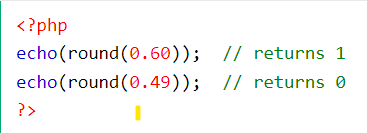 <?php
echo(round(0.60));  // returns 1
echo(round(0.49));  // returns 0
?>